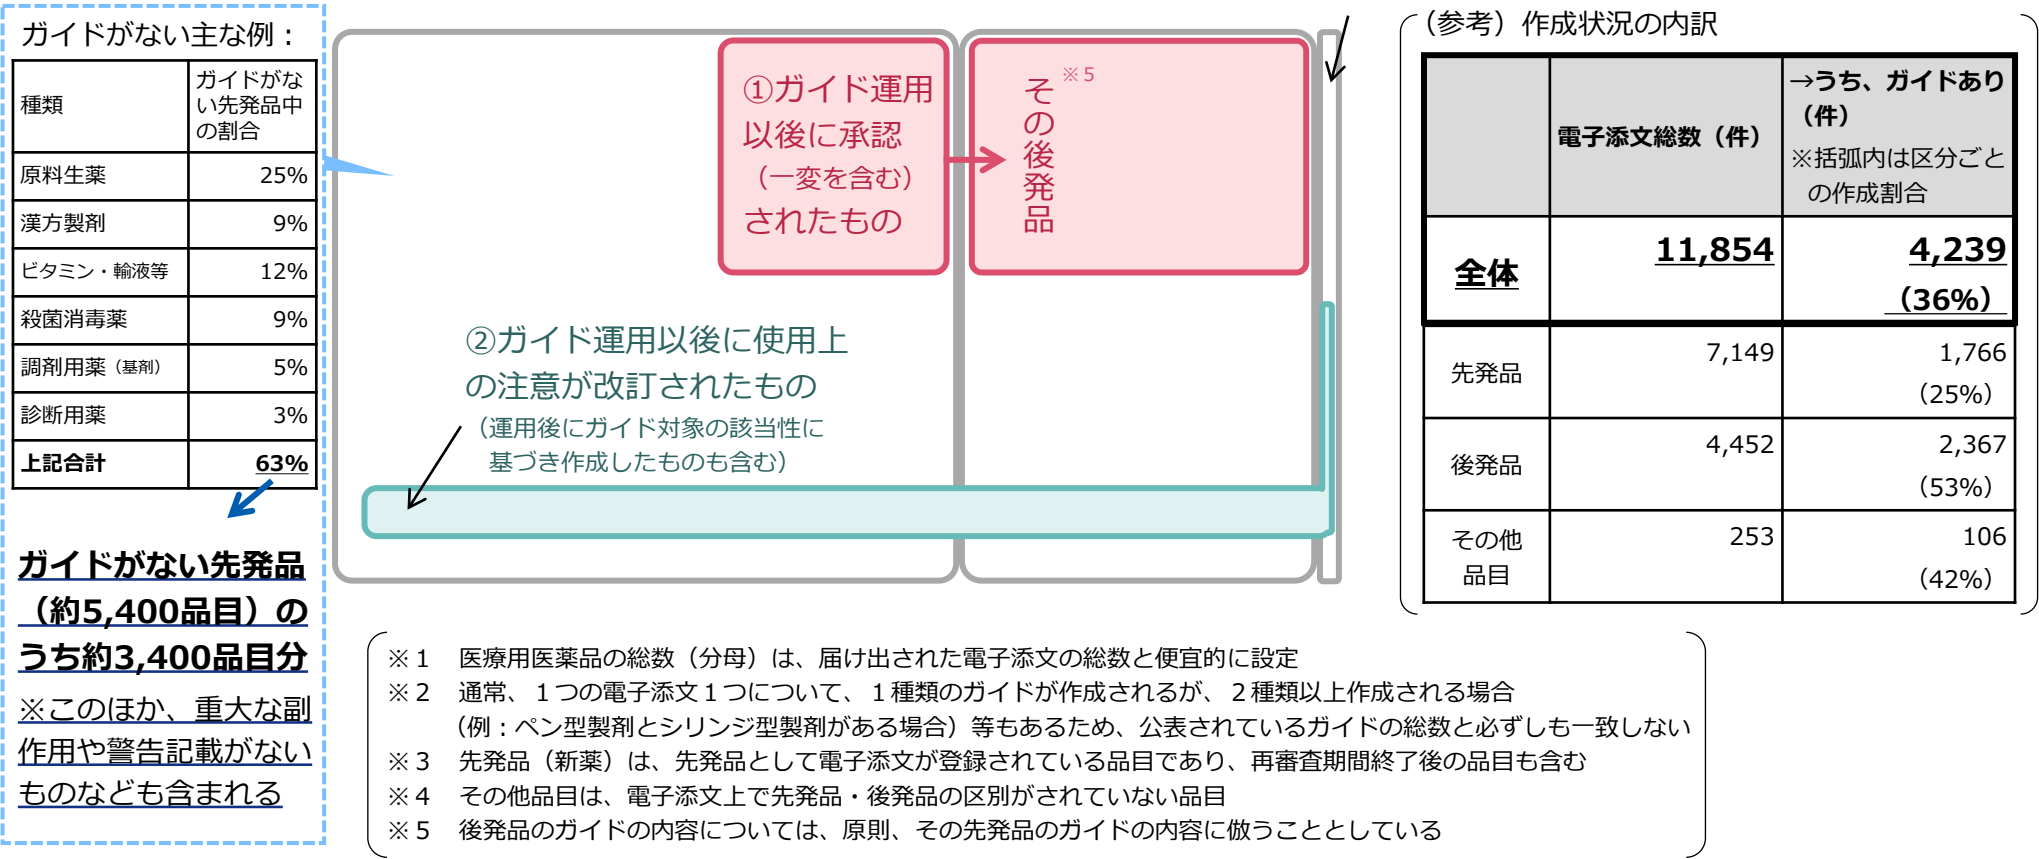 ガイドがない主な例：
種類
ガイドがな
い先発品中
の割合
原料生薬
25%
漢方製剤
9%
ビタミン・輸液等
12%
殺菌消毒薬
9%
調剤用薬（基剤）
5%
診断用薬
3%
上記合計
63%
ガイドがない先発品
（約5,400品目）の
うち約3,400品目分
※このほか、重大な副
作用や警告記載がない
ものなども含まれる
①ガイド運用
以後に承認
（一変を含む）
されたもの
その後発品
※５
②ガイド運用以後に使用上
の注意が改訂されたもの
（運用後にガイド対象の該当性に
基づき作成したものも含む）
（参考）作成状況の内訳
電子添文総数（件）
→うち、ガイドあり
（件）
※括弧内は区分ごと
の作成割合
全体
11,854
4,239
（36%）
先発品
7,149
1,766
（25%）
後発品
4,452
2,367
（53%）
その他
品目
253
106
（42%）
※１　医療用医薬品の総数（分母）は、届け出された電子添文の総数と便宜的に設定
※２　通常、１つの電子添文１つについて、１種類のガイドが作成されるが、２種類以上作成される場合
（例：ペン型製剤とシリンジ型製剤がある場合）等もあるため、公表されているガイドの総数と必ずしも一致しない
※３　先発品（新薬）は、先発品として電子添文が登録されている品目であり、再審査期間終了後の品目も含む
※４　その他品目は、電子添文上で先発品・後発品の区別がされていない品目
※５　後発品のガイドの内容については、原則、その先発品のガイドの内容に倣うこととしている